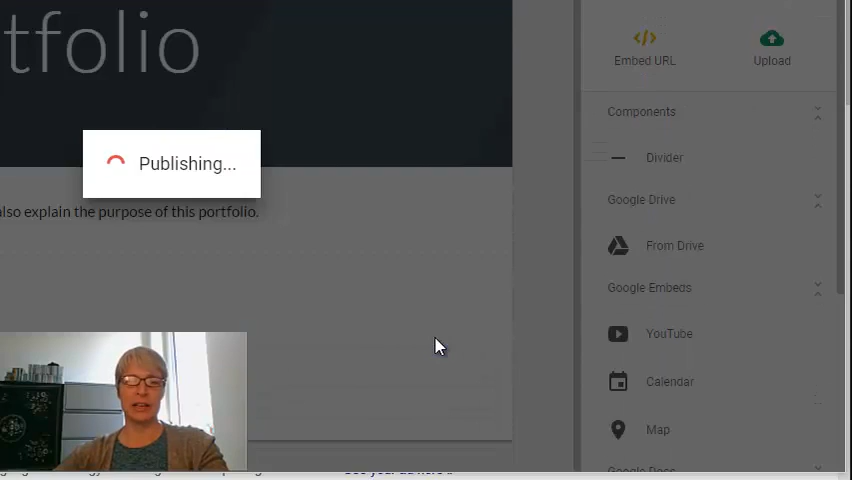 tfolio
Embed URL
Upload
Components
Publishing...
Divider
Google Drive
also explain the purpose of this portfolio.
From Drive
Google Embeds
YouTube
Calendar
Map